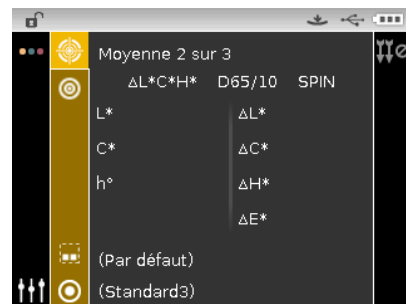 Moyenne 2 sur 3
ΔL*C*H* D65/10 SPIN
L* ΔL*
C* ΔC*
h° ΔH*
ΔE*
(Par défaut)
(Standard3)